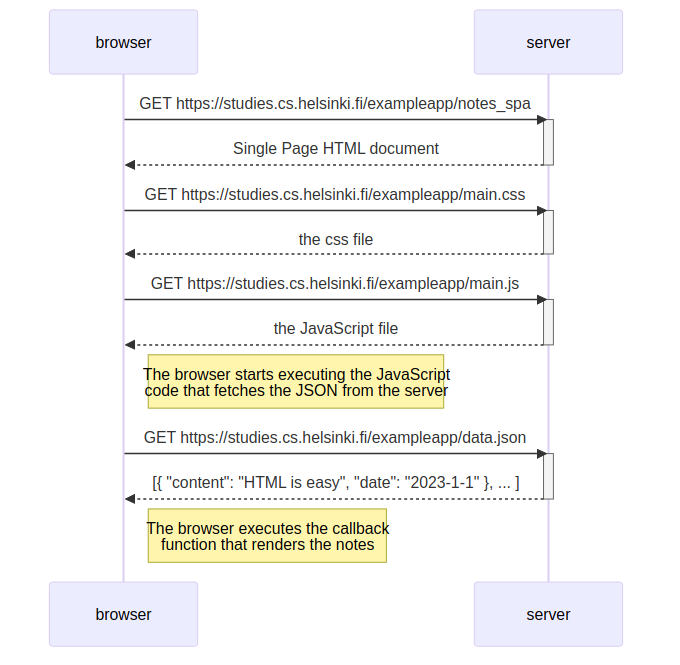 browser
server
GET https://studies.cs.helsinki.fi/exampleapp/notes_spa
Single Page HTML document
GET https://studies.cs.helsinki.fi/exampleapp/main.css
the css file
GET https://studies.cs.helsinki.fi/exampleapp/main.js
the JavaScript file
The browser starts executing the JavaScript
code that fetches the JSON from the server
GET https://studies.cs.helsinki.fi/exampleapp/data.json
[{ "content": "HTML is easy", "date": "2023-1-1" }, ... ]
The browser executes the callback
function that renders the notes
browser
server